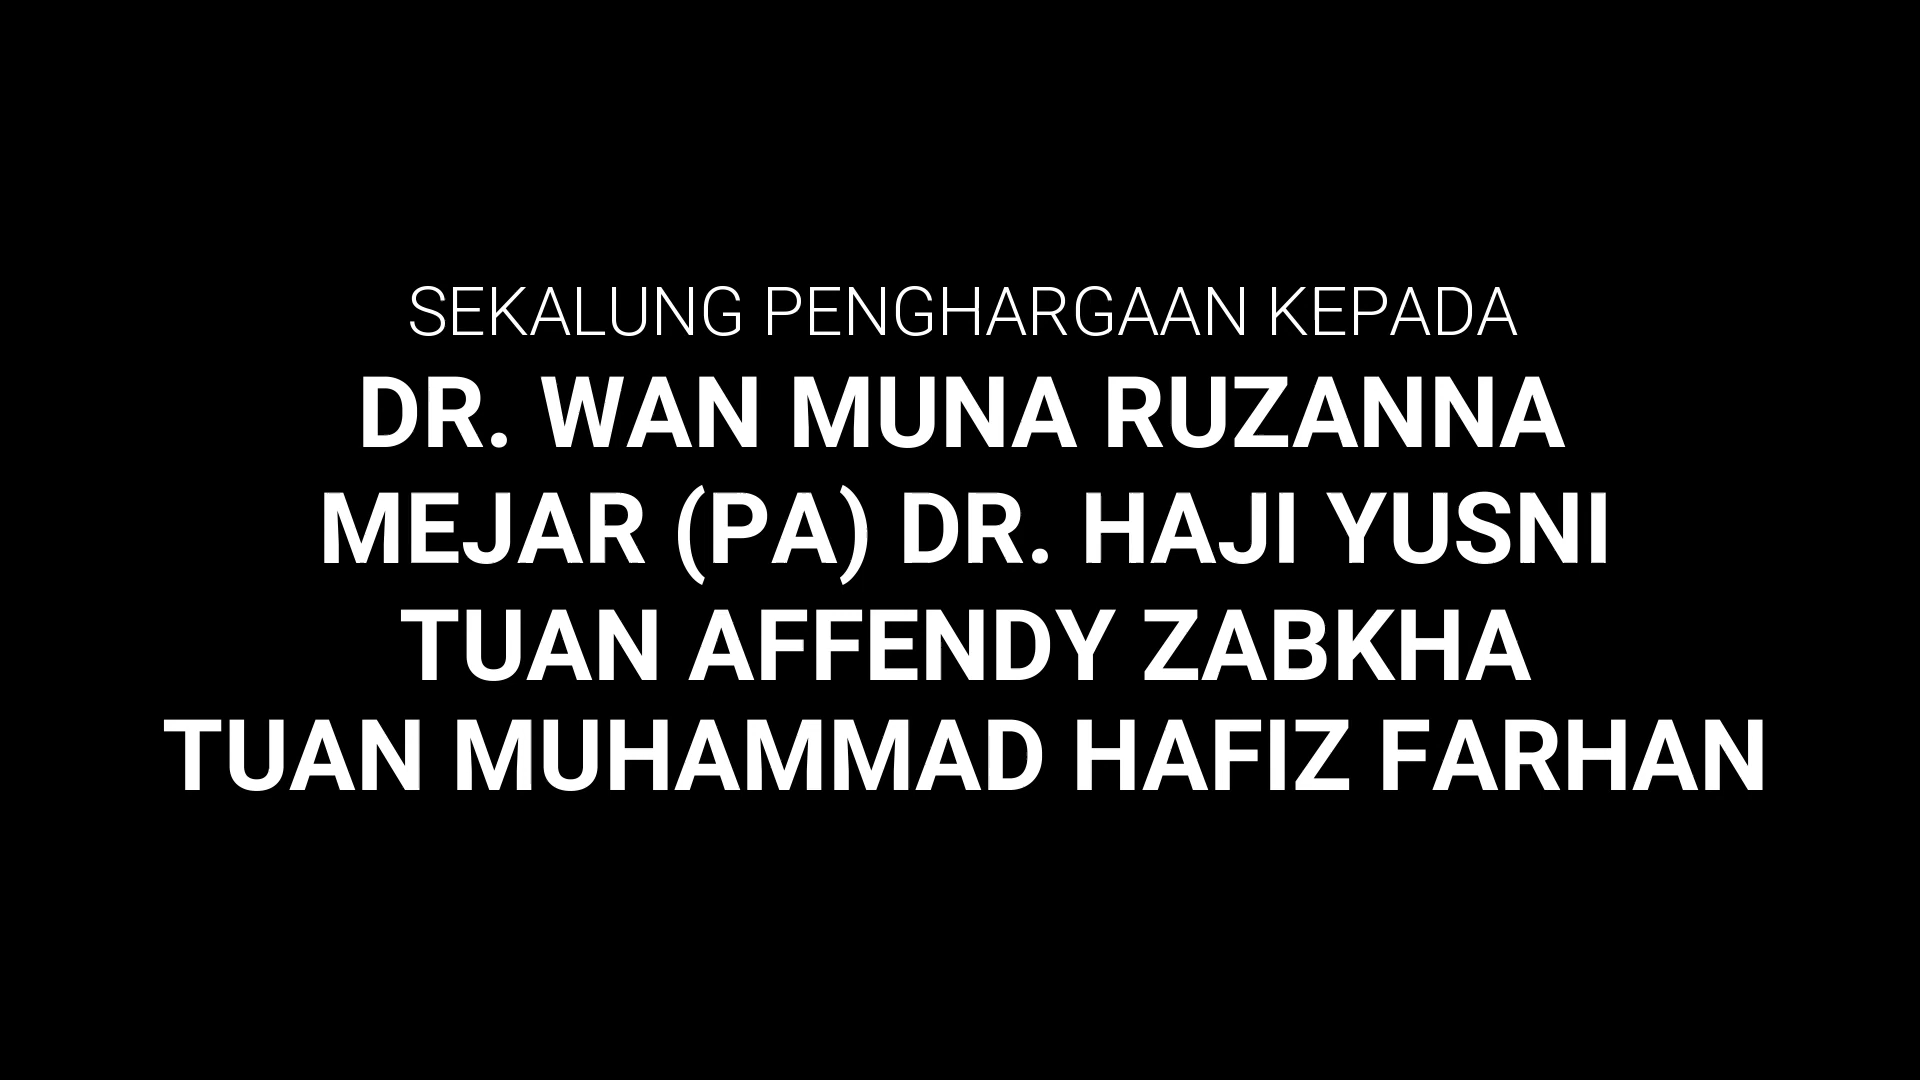 SEKALUNG PENGHARGAAN KEPADA
DR. WAN MUNA RUZANNA
MEJAR (PA) DR. HAJI YUSNI
TUAN AFFENDY ZABKHA
TUAN MUHAMMAD HAFIZ FARHAN